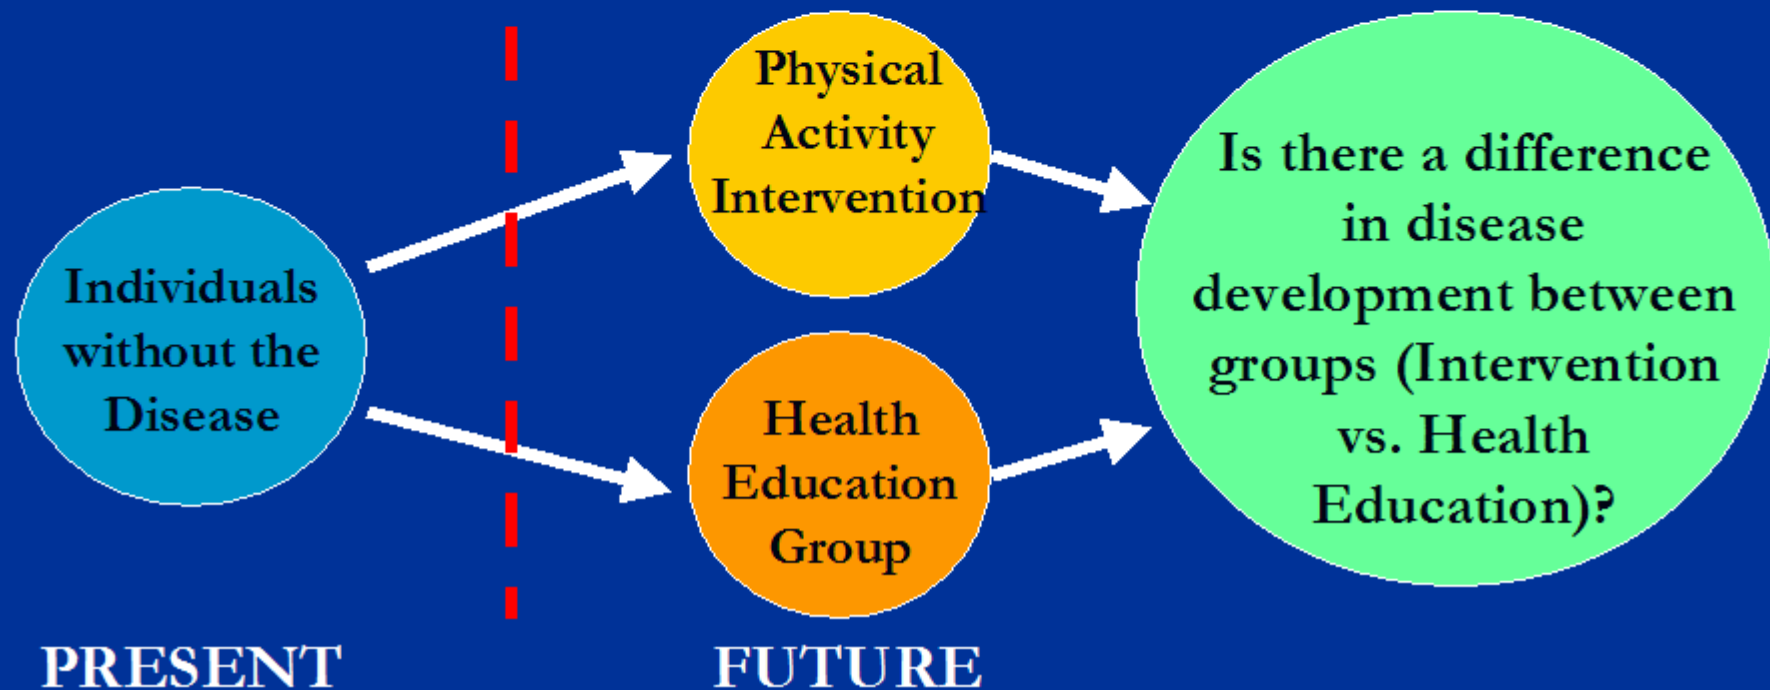 Individuals
without the
Disease
Physical
Activity
Intervention
Health
Education
Group
Is there a difference
in disease
development between
groups (Intervention
vs. Health
Education)?
PRESENT
FUTURE